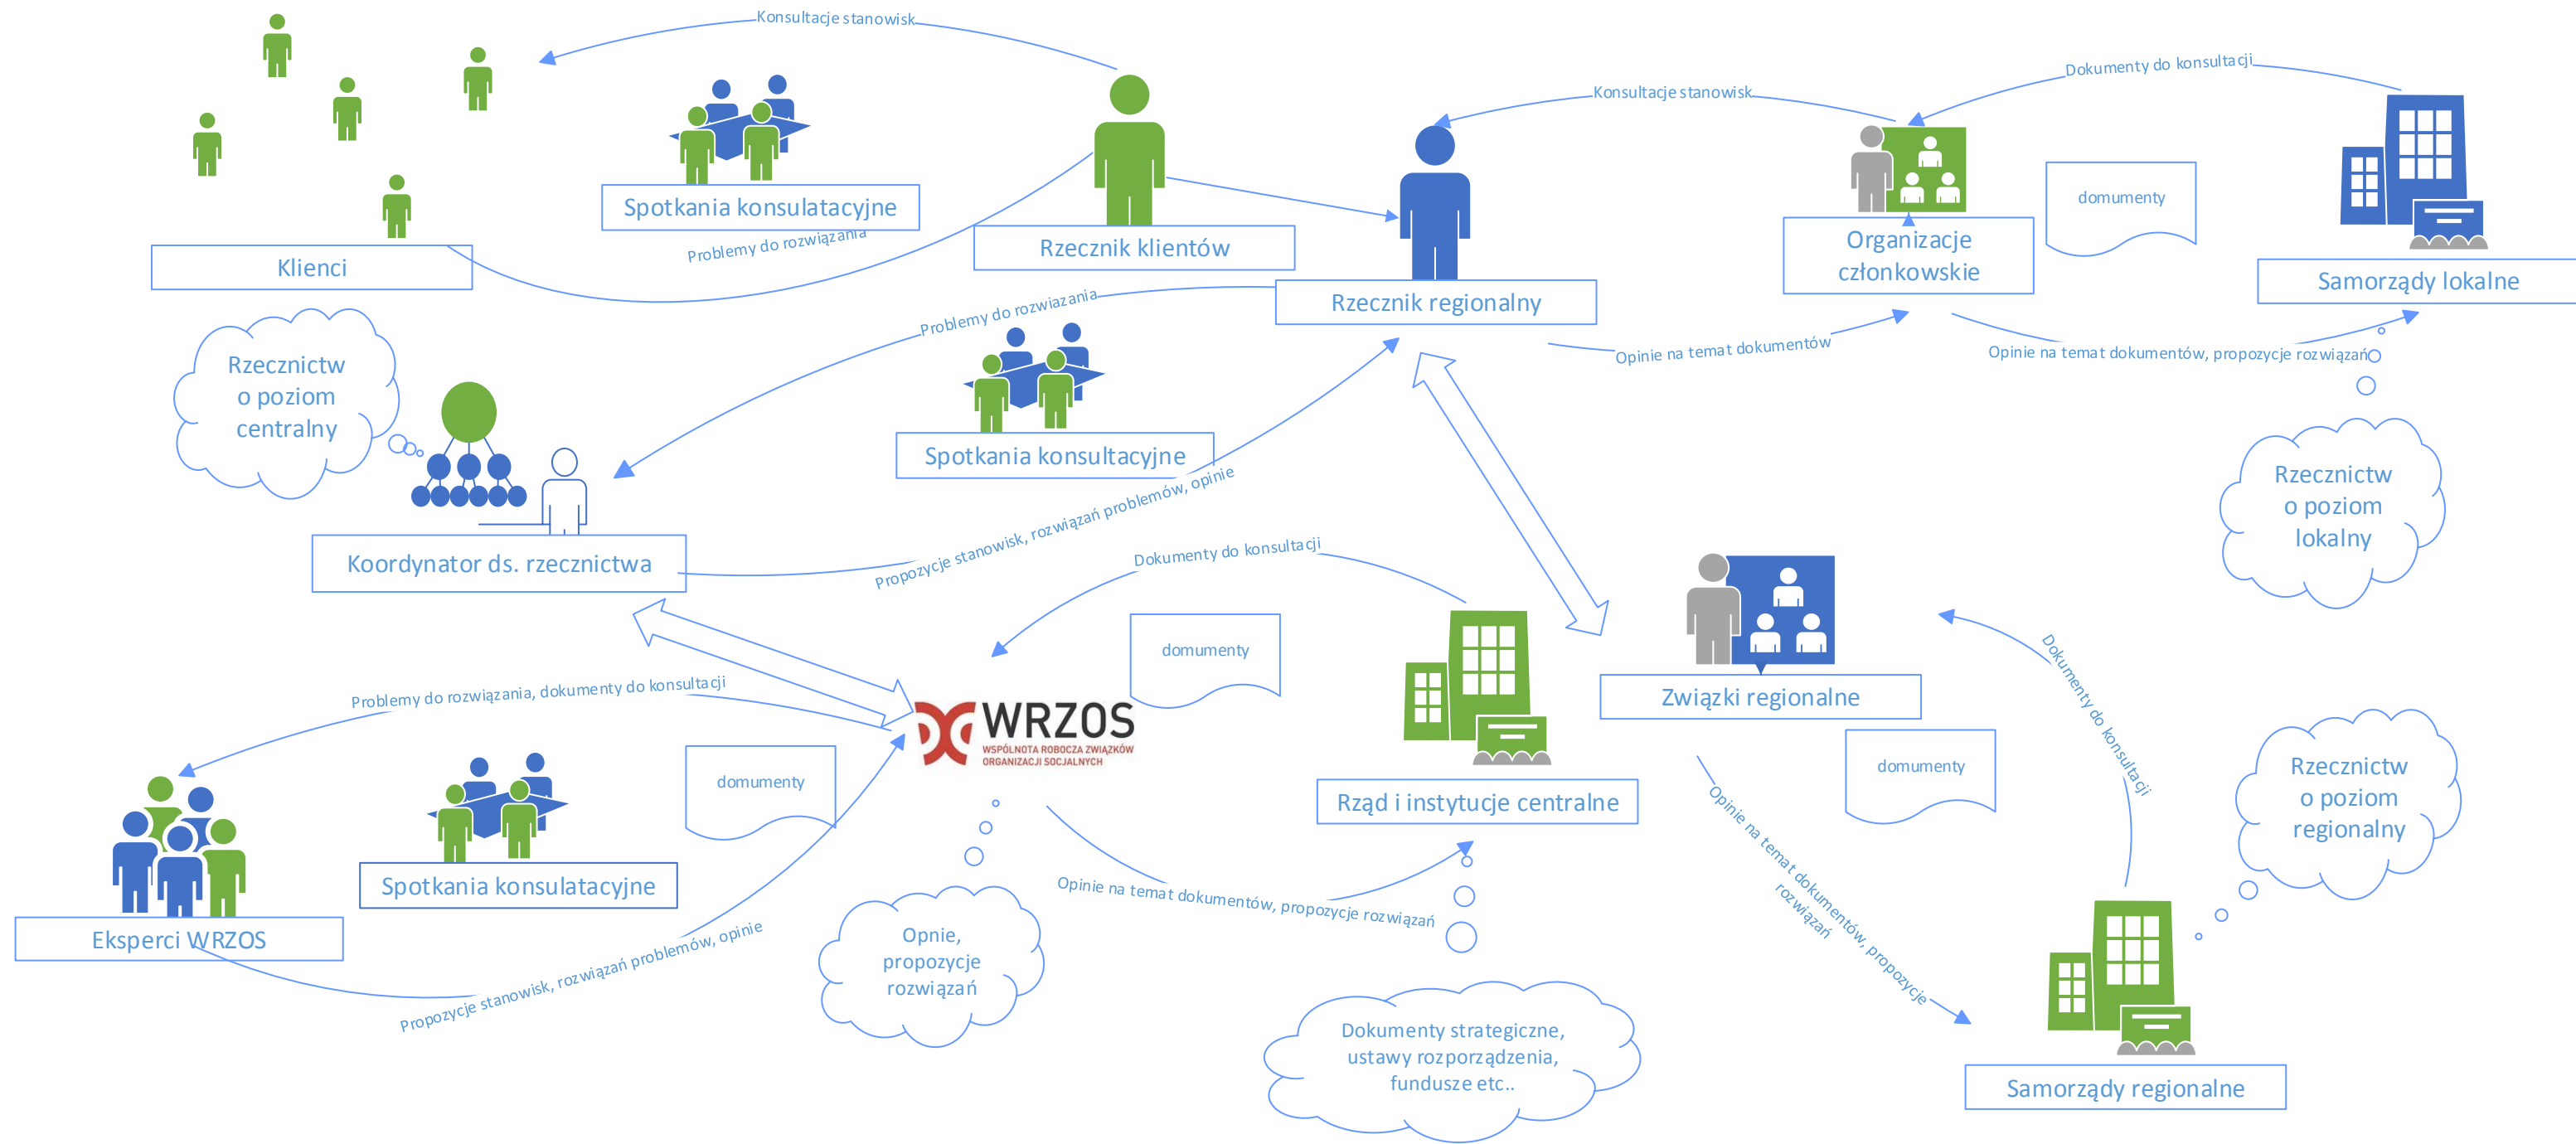 Konsultacje stanowisk
Dokumenty do konsultacji
Konsultacje stanowisk
Spotkania konsulatacyjne
domumenty
Problemy do rozwiązania
Rzecznik klientów
Organizacje
członkowskie
Klienci
Samorządy lokalne
Rzecznik regionalny
Problemy do rozwiazania
Opinie na temat dokumentów
Opinie na temat dokumentów, propozycje rozwiązań
Rzecznictw
o poziom
centralny
Spotkania konsultacyjne
Rzecznictw
o poziom
lokalny
Propozycje stanowisk, rozwiązań problemów, opinie
Koordynator ds. rzecznictwa
Dokumenty do konsultacji
domumenty
Dokumenty do konsultacji
Problemy do rozwiązania, dokumenty do konsultacji
Związki regionalne
WRZOS
WSPÓLNOTA ROBOCZA ZWIĄZKÓW
ORGANIZACJI SOCJALNYCH
domumenty
domumenty
Rzecznictw
o poziom
regionalny
Rząd i instytucje centralne
Opinie na temat dokumentów, propozycje
rozwiązań
Spotkania konsulatacyjne
Opinie na temat dokumentów, propozycje rozwiązań
Eksperci WRZOS
Propozycje stanowisk, rozwiązań problemów, opinie
Opnie,
propozycje
rozwiązań
Dokumenty strategiczne,
ustawy rozporządzenia,
fundusze etc..
Samorządy regionalne